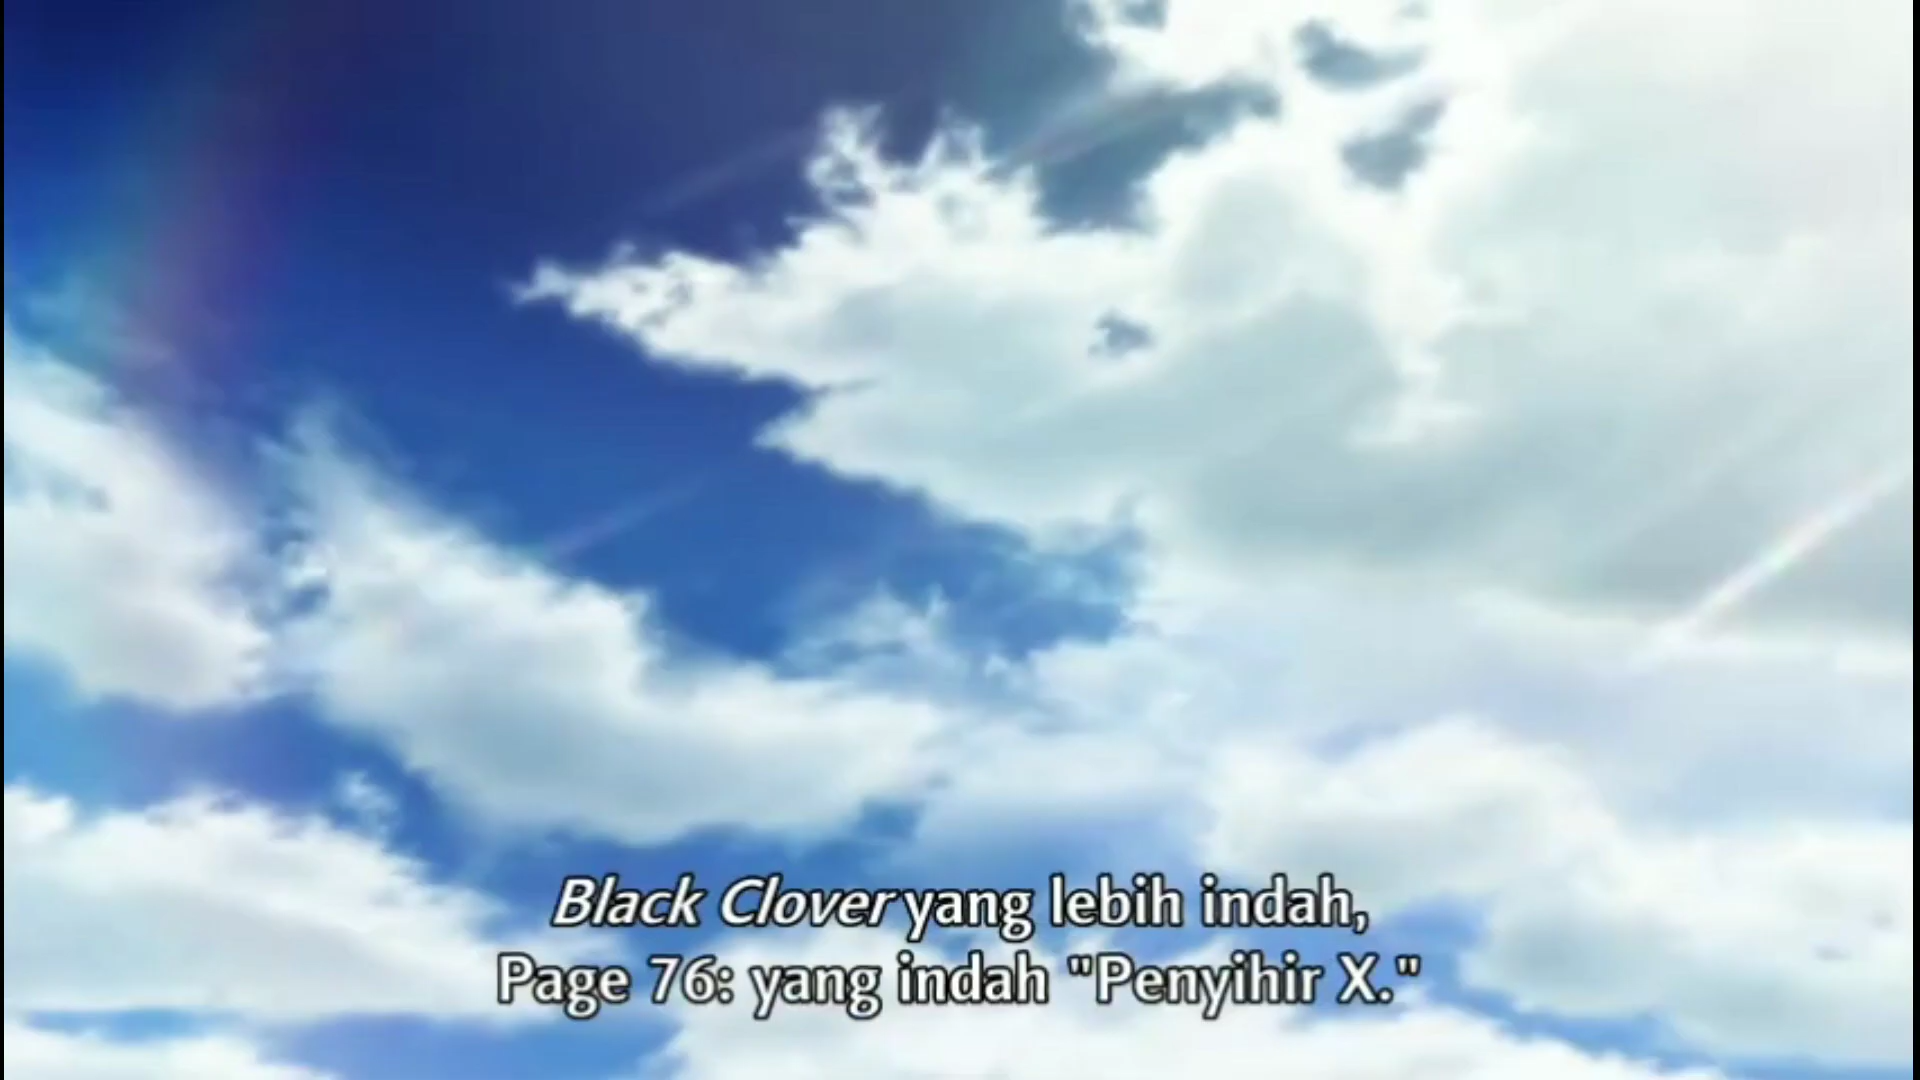 Black Clover yang lebih indah,
Page 76: yang indah "Penyihir X."